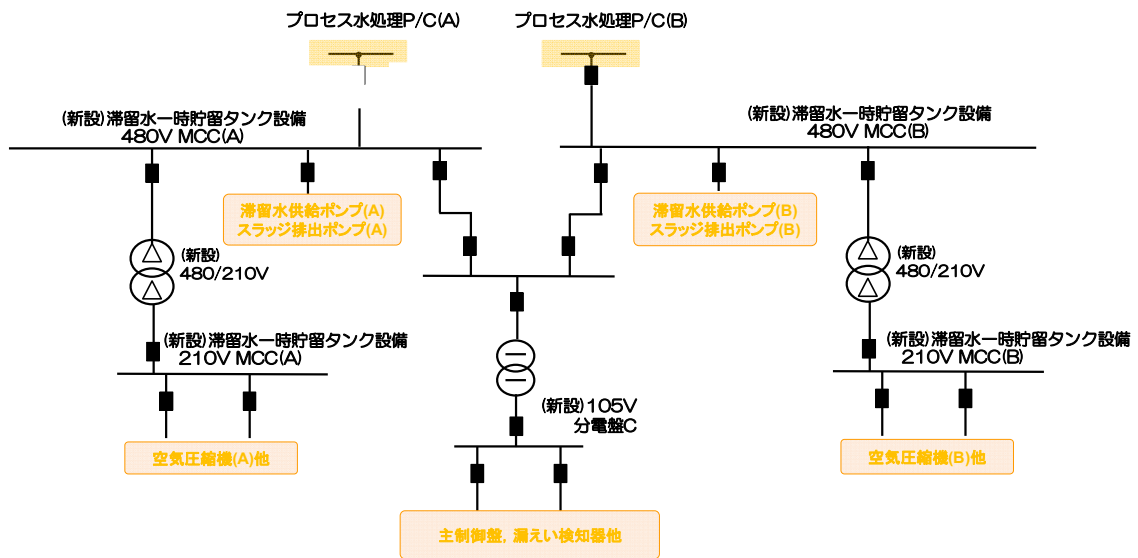 プロセス水処理P/C(A)
プロセス水処理P/C(B)
(新設)滞留水一時貯留タンク設備
480V MCC(A)
(新設)滞留水一時貯留タンク設備
480V MCC(B)
滞留水供給ポンプ(A)
スラッジ排出ポンプ(A)
滞留水供給ポンプ(B)
スラッジ排出ポンプ(B)
(新設)
480/210V
(新設)
480/210V
(新設)滞留水一時貯留タンク設備
210V MCC(A)
(新設)滞留水一時貯留タンク設備
210V MCC(B)
(新設)105V
分電盤C
空気圧縮機(A)他
空気圧縮機(B)他
主制御盤, 漏えい検知器他